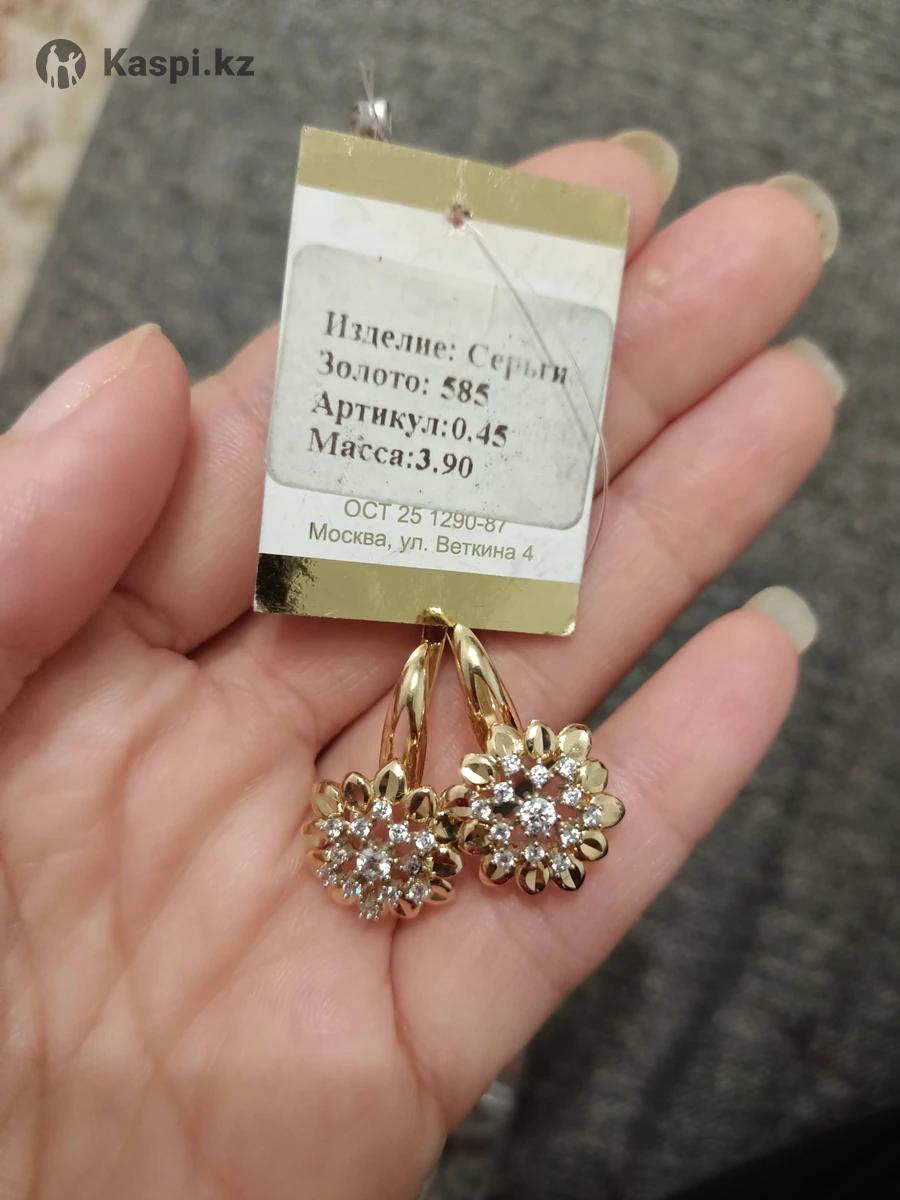 Kaspi.kz
Изделие: Серьги
Золото: 585
Артикул:0.45
Масса:3.90
ОСТ 25 1290-87
Москва, ул. Веткина 4